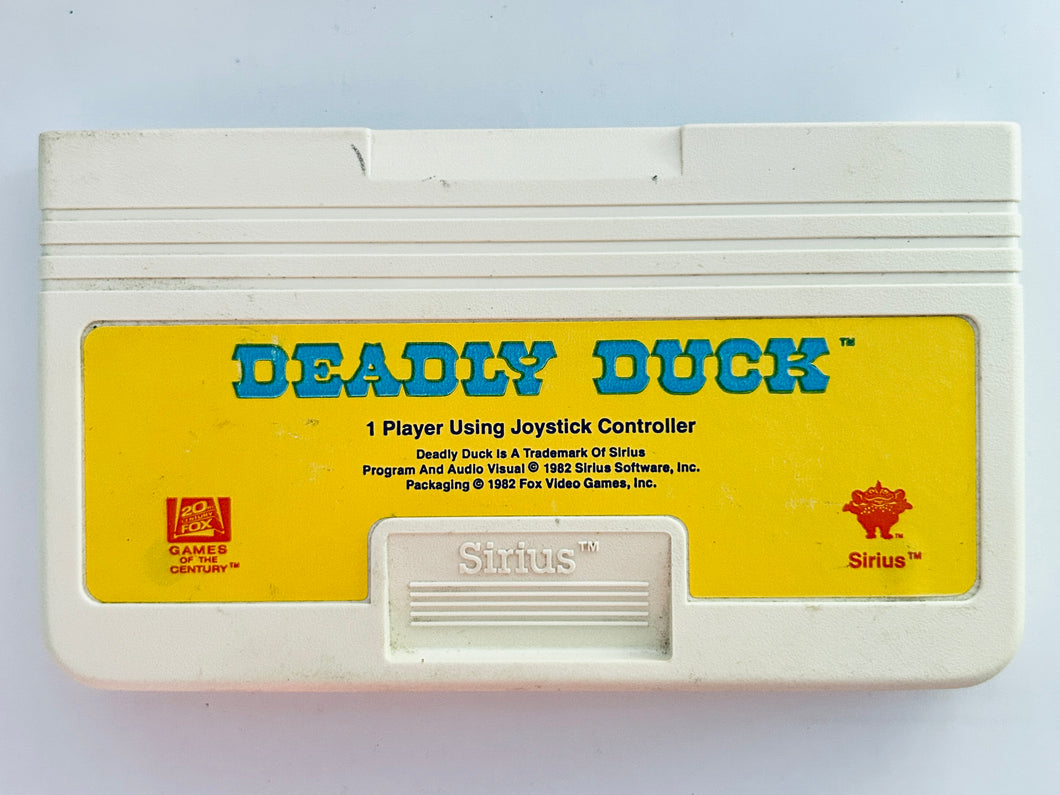 DEADLY DUCK™
1 Player Using Joystick Controller
Deadly Duck Is A Trademark Of Sirius
Program And Audio Visual © 1982 Sirius Software, Inc.
Packaging © 1982 Fox Video Games, Inc.
20th
CENTURY
FOX
GAMES
OF THE
CENTURY™
Sirius™
™
Sirius™